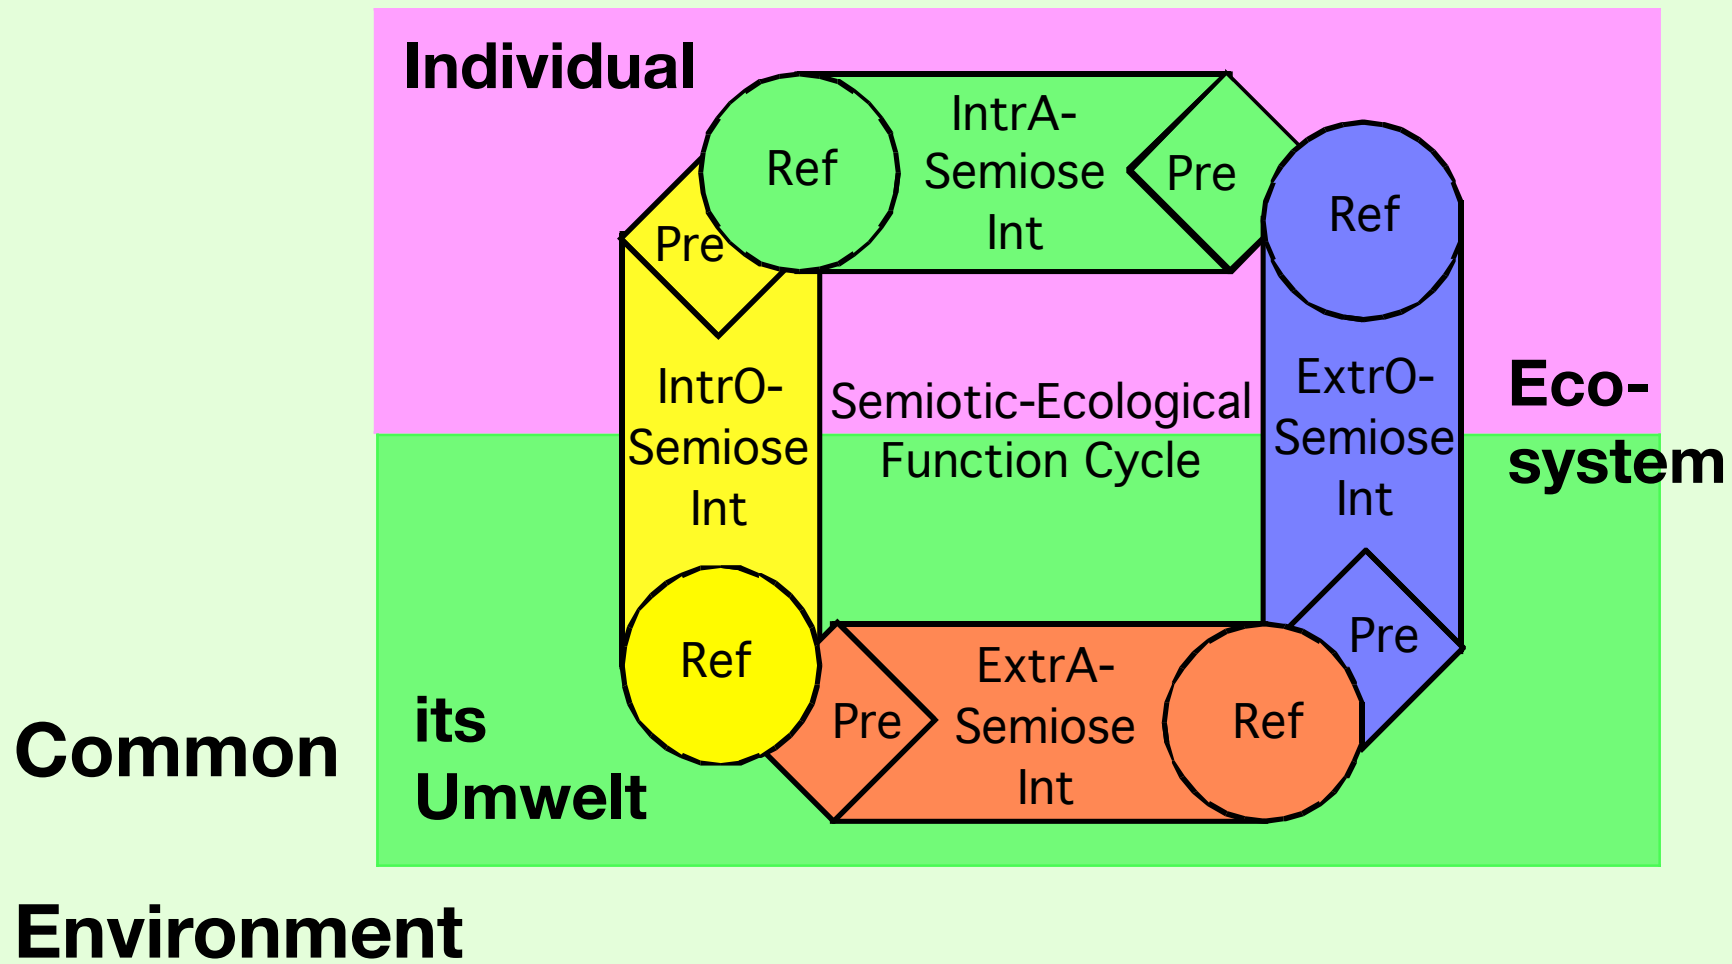 Individual
Ref
IntrA-
Semiose
Int
Pre
Ref
Pre
IntrO-
Semiose
Int
Semiotic-Ecological
Function Cycle
ExtrO-
Semiose
Int
Eco-
system
Ref
Pre
ExtrA-
Semiose
Int
Ref
Pre
its
Umwelt
Common
Environment